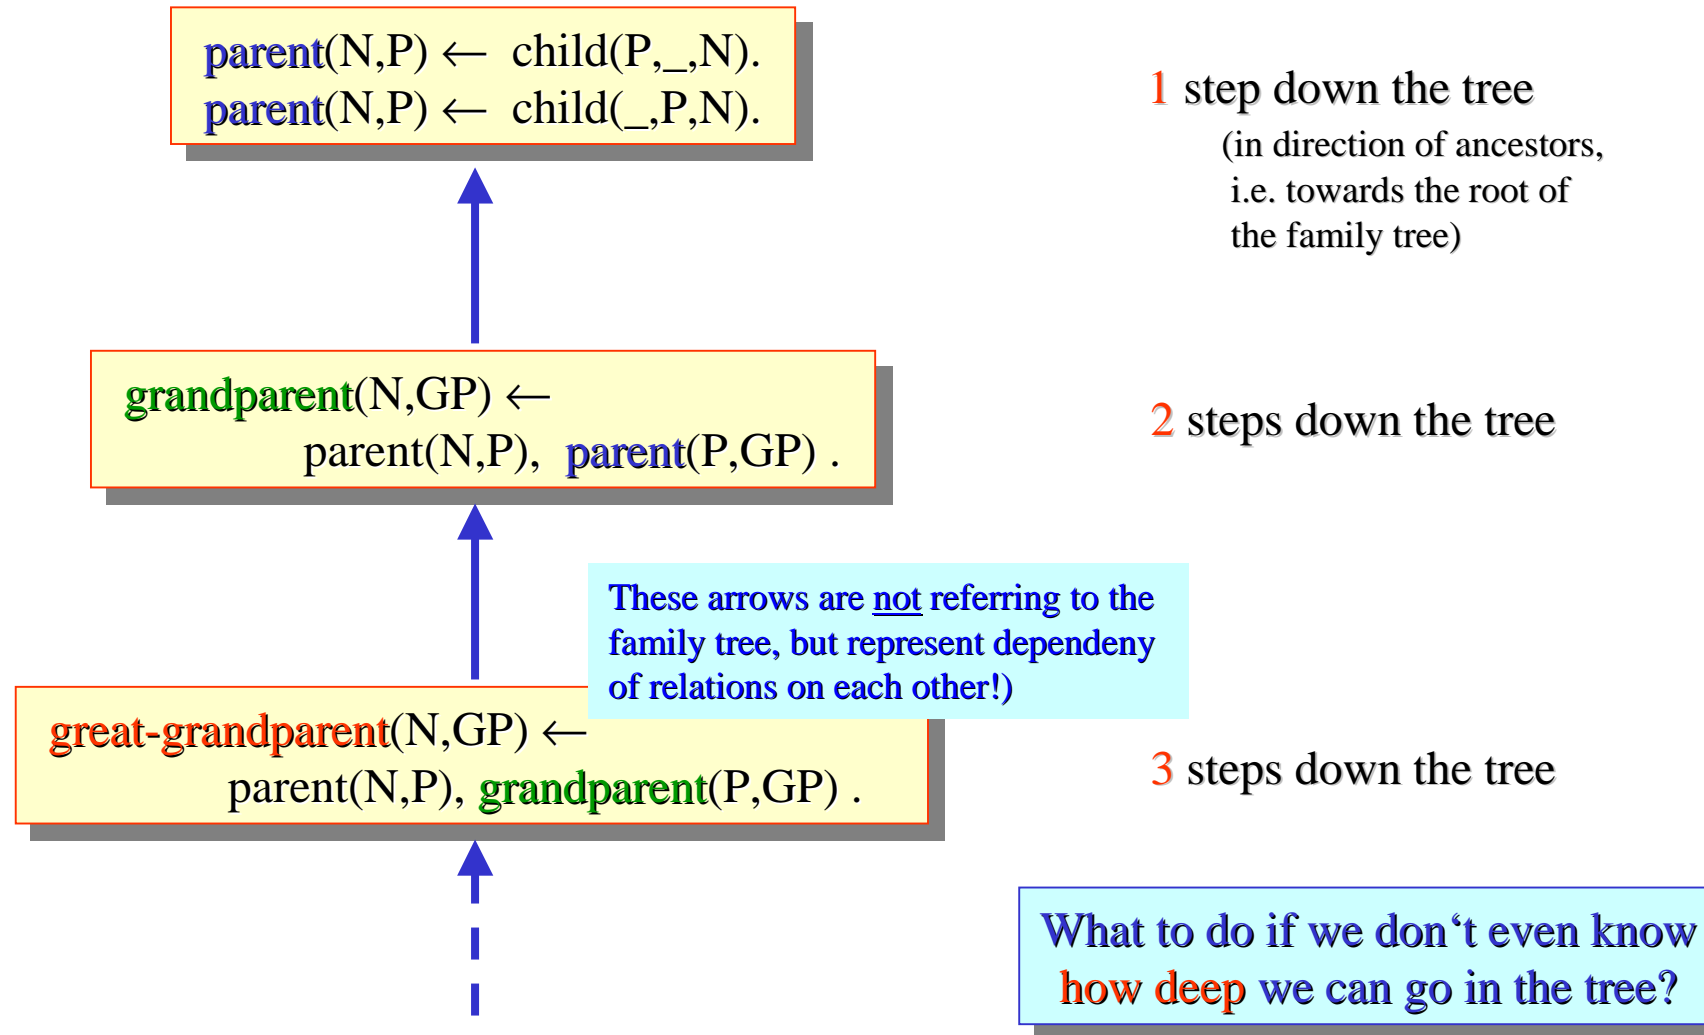 parent(N,P) ← child(P,_,N).
parent(N,P) ← child(_,P,N).
1 step down the tree
(in direction of ancestors,
i.e. towards the root of
the family tree)
grandparent(N,GP) ←
parent(N,P), parent(P,GP) .
2 steps down the tree
These arrows are not referring to the
family tree, but represent dependeny
of relations on each other!)
great-grandparent(N,GP) ←
parent(N,P), grandparent(P,GP) .
3 steps down the tree
What to do if we don‘t even know
how deep we can go in the tree?